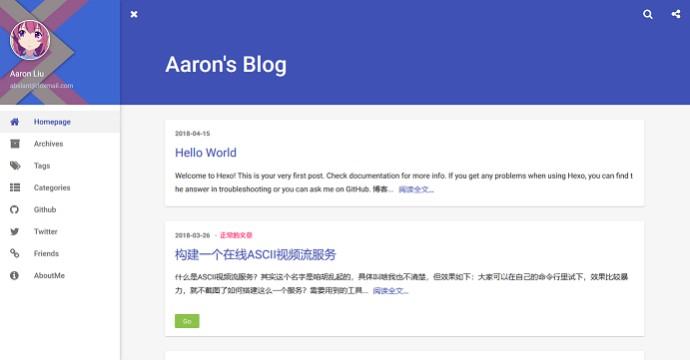 Aaron's Blog
Aaron Liu
Homepage
Archives
Tags
Categories
Github
Twitter
Friends
AboutMe
2018-04-15
Hello World
Welcome to Hexo! This is your very first post. Check documentation for more info. If you get any problems when using Hexo, you can find t
he answer in troubleshooting or you can ask me on GitHub. 博客... 阅读全文...
2018-03-26 · 正常的文章
构建一个在线ASCII视频流服务
什么是ASCII视频流服务？其实这个名字是咱胡乱起的，具体叫啥我也不清楚，但效果如下：大家可以在自己的命令行里试下，效果比较暴
力，就不截图了如何搭建这么一个服务？需要用到的工具... 阅读全文...
Go